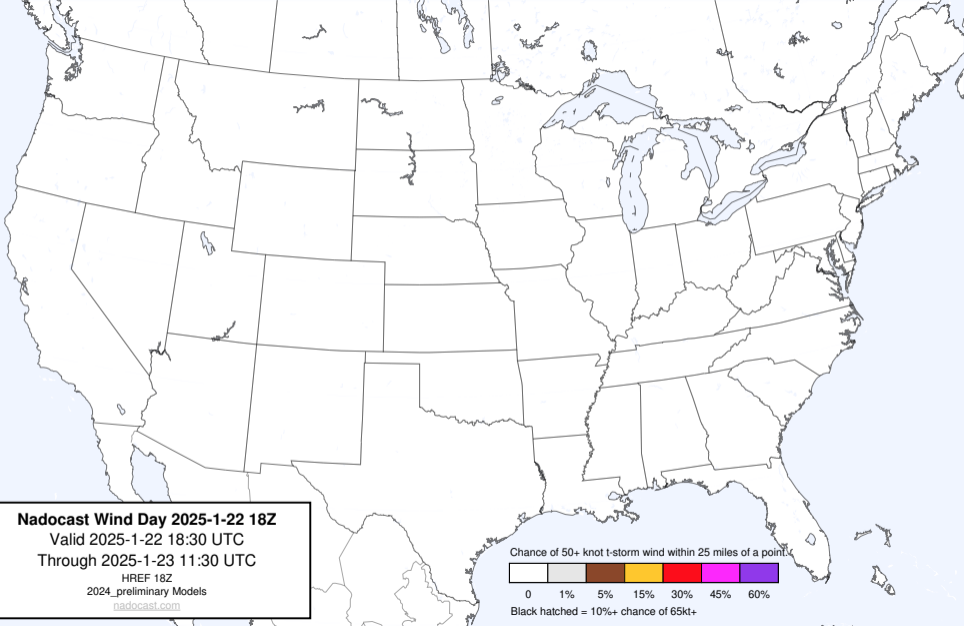 Nadocast Wind Day 2025-1-22 18Z
Valid 2025-1-22 18:30 UTC
Through 2025-1-23 11:30 UTC
HREF 18Z
2024_preliminary Models
nadocast.com
Chance of 50+ knot t-storm wind within 25 miles of a point.
0 1% 5% 15% 30% 45% 60%
Black hatched = 10%+ chance of 65kt+